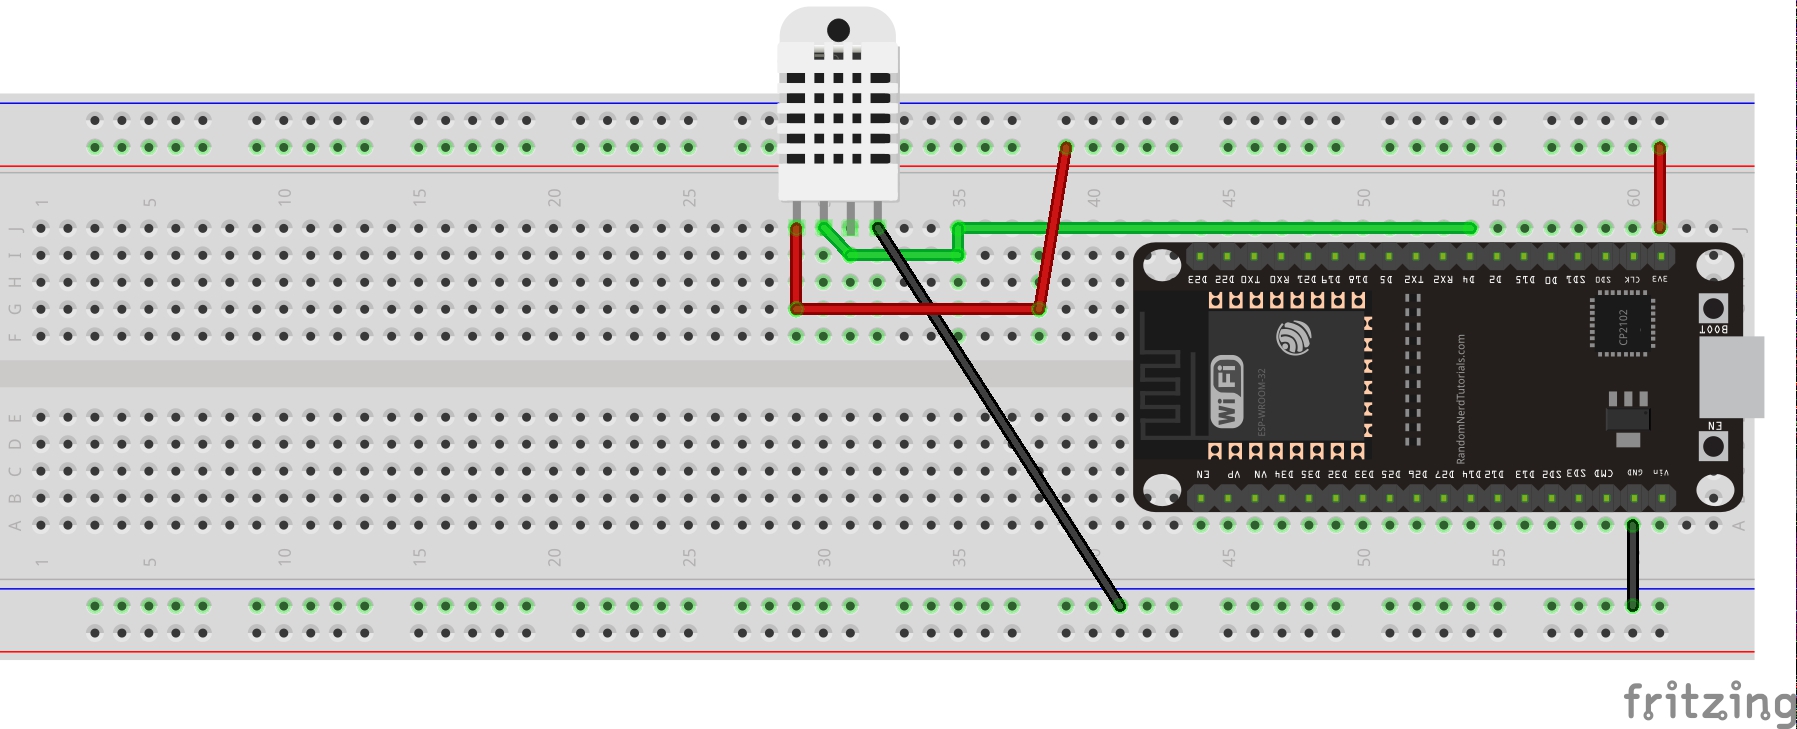 1 5 10 15 20 25 35 40 45 50 55 60
J J
I
H
G
F
D23 D22 TX0 RX0 D21 D19 D18 D5 TX2 RX2 D4 D2 D15 D0 SD1 SD0 CLK 3V3
BOOT
CP2102
WiFi
ESP-WROOM-32
RandomNerdTutorials.com
EN
EN VP VN D34 D35 D32 D33 D25 D26 D27 D14 D12 D13 SD2 SD3 CMD GND Vin
E
D
C
B
A A
1 5 10 15 20 25 30 35 40 45 50 55
fritzing